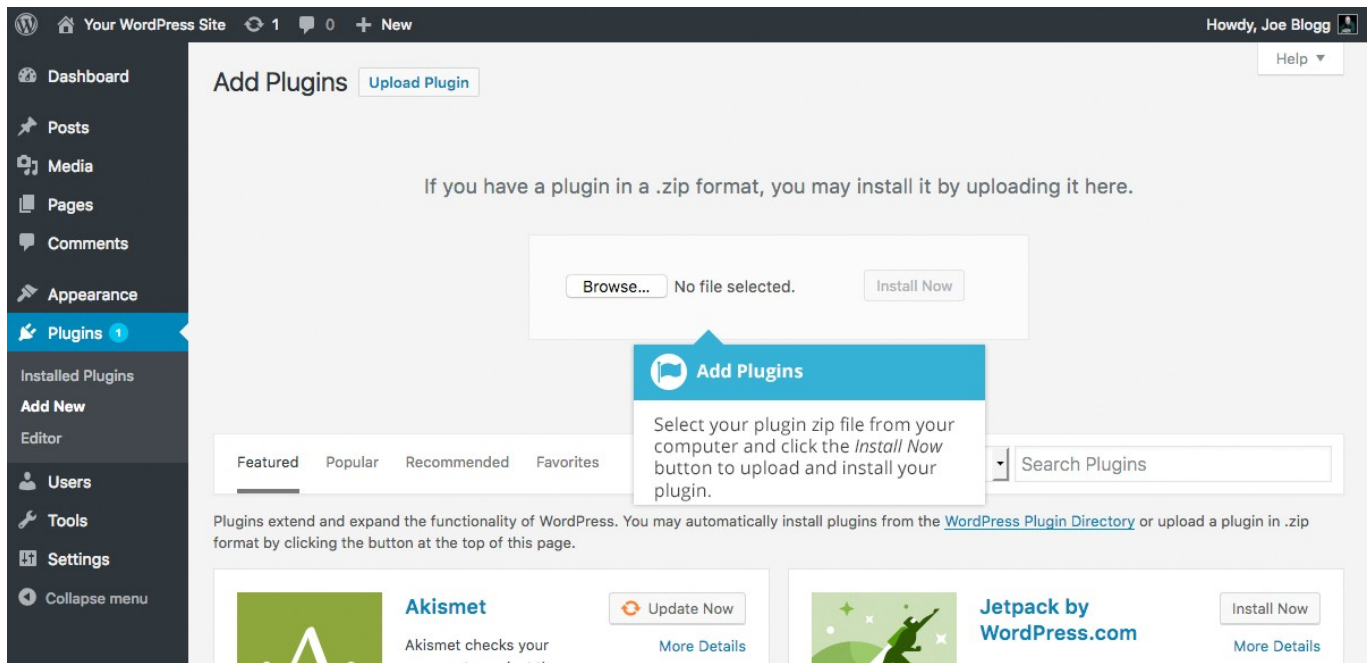 Your WordPress Site 1 0 + New Howdy, Joe Blogg
Help
Dashboard
Posts
Media
Pages
Comments
Appearance
Plugins 1
Installed Plugins
Add New
Editor
Users
Tools
Settings
Collapse menu
Add Plugins Upload Plugin
If you have a plugin in a .zip format, you may install it by uploading it here.
Browse... No file selected. Install Now
Add Plugins
Select your plugin zip file from your
computer and click the Install Now
button to upload and install your
plugin.
Featured Popular Recommended Favorites Search Plugins
Plugins extend and expand the functionality of WordPress. You may automatically install plugins from the WordPress Plugin Directory or upload a plugin in .zip
format by clicking the button at the top of this page.
Akismet
Update Now
Akismet checks your
More Details
Jetpack by
WordPress.com
Install Now
More Details